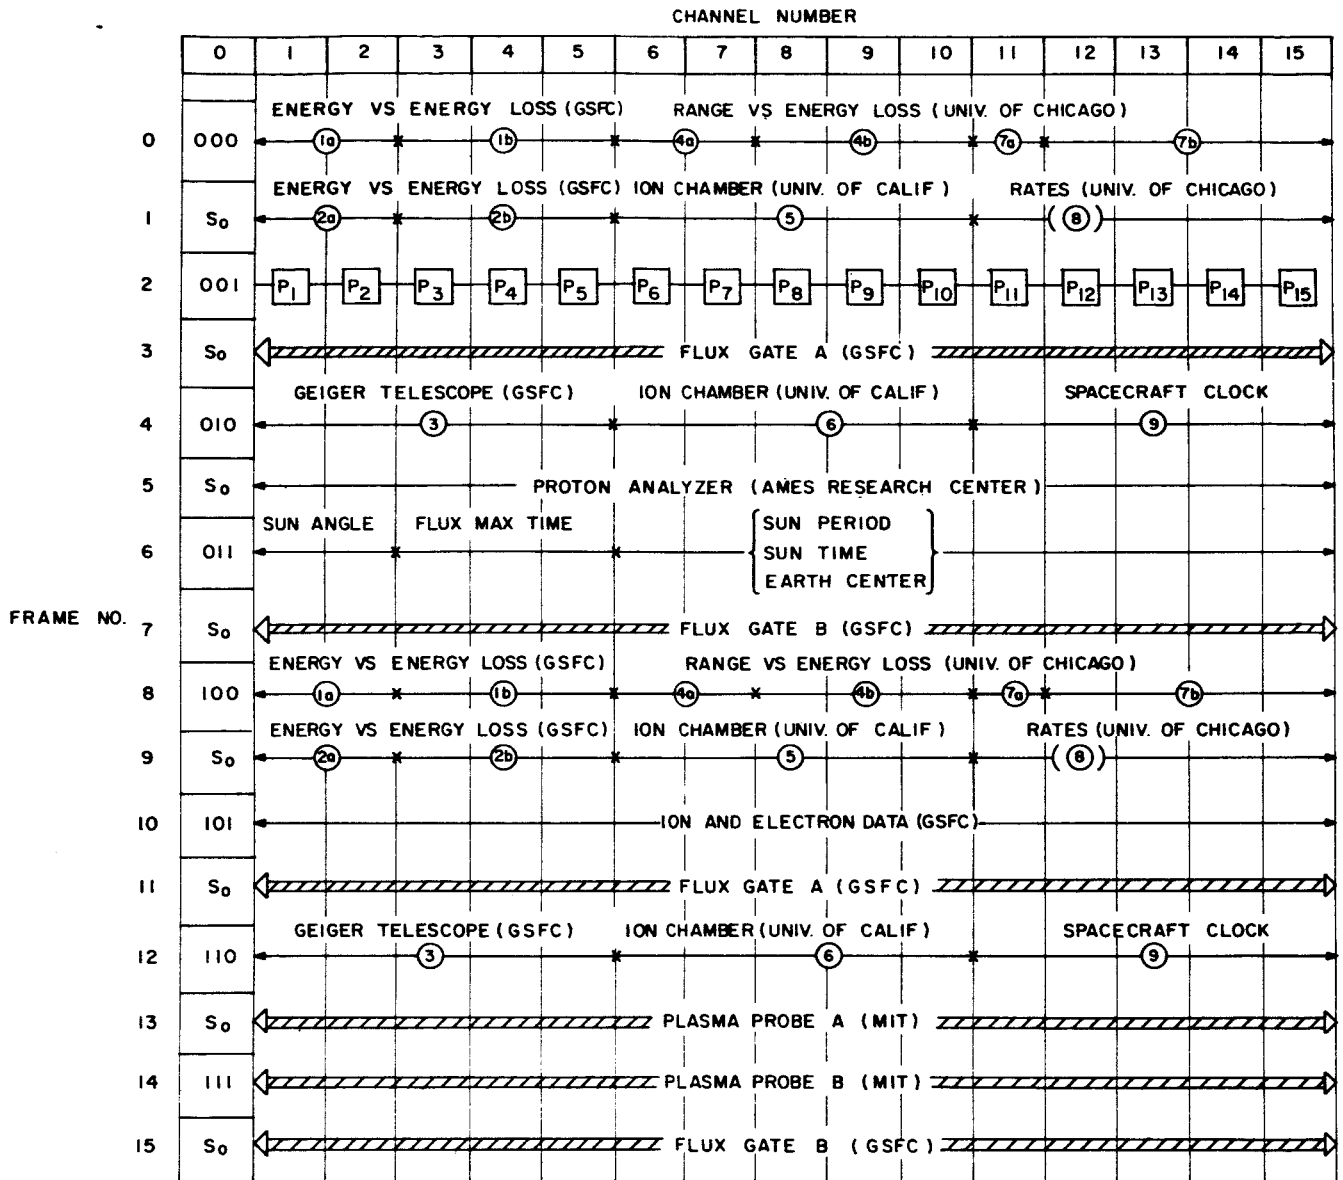 CHANNEL NUMBER
0 1 2 3 4 5 6 7 8 9 10 11 12 13 14 15
ENERGY VS ENERGY LOSS (GSFC) RANGE VS ENERGY LOSS (UNIV. OF CHICAGO)
0 000 1a 1b 4a 4b 7a 7b
ENERGY VS ENERGY LOSS (GSFC) ION CHAMBER (UNIV. OF CALIF) RATES (UNIV. OF CHICAGO)
1 S0 2a 2b 5 (8)
2 001 P1 P2 P3 P4 P5 P6 P7 P8 P9 P10 P11 P12 P13 P14 P15
3 S0 FLUX GATE A (GSFC)
GEIGER TELESCOPE (GSFC) ION CHAMBER (UNIV. OF CALIF) SPACECRAFT CLOCK
4 010 3 6 9
5 S0 PROTON ANALYZER (AMES RESEARCH CENTER)
SUN ANGLE FLUX MAX TIME SUN PERIOD
6 011 SUN TIME
EARTH CENTER
FRAME NO. 7 S0 FLUX GATE B (GSFC)
ENERGY VS ENERGY LOSS (GSFC) RANGE VS ENERGY LOSS (UNIV. OF CHICAGO)
8 100 1a 1b 4a 4b 7a 7b
ENERGY VS ENERGY LOSS (GSFC) ION CHAMBER (UNIV. OF CALIF) RATES (UNIV. OF CHICAGO)
9 S0 2a 2b 5 (8)
10 101 ION AND ELECTRON DATA (GSFC)
11 S0 FLUX GATE A (GSFC)
GEIGER TELESCOPE (GSFC) ION CHAMBER (UNIV. OF CALIF) SPACECRAFT CLOCK
12 110 3 6 9
13 S0 PLASMA PROBE A (MIT)
14 111 PLASMA PROBE B (MIT)
15 S0 FLUX GATE B (GSFC)